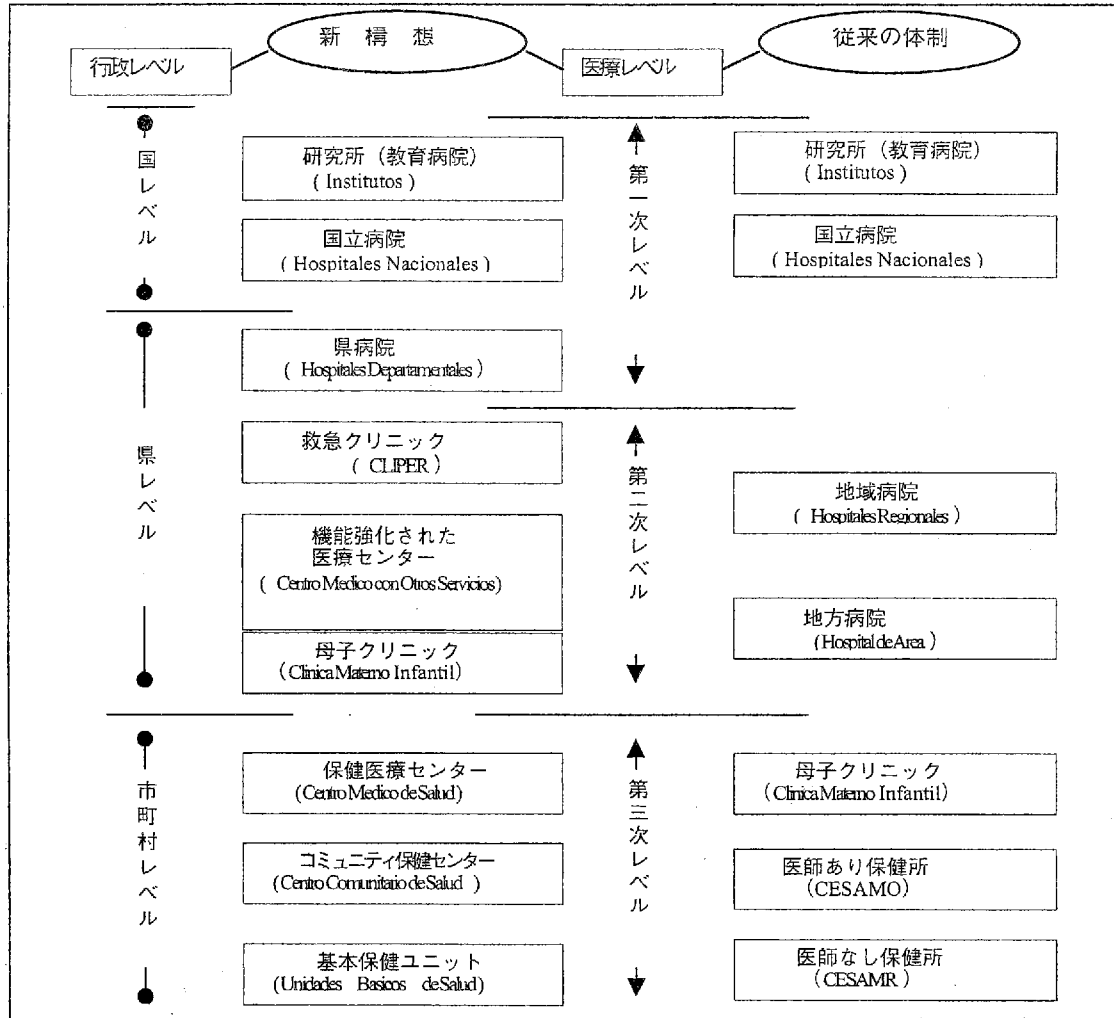 新 構 想
従来の体制
行政レベル
医療レベル
国レベル
研究所（教育病院）
( Institutos )
国立病院
( Hospitales Nacionales )
県レベル
県病院
( Hospitales Departamentales )
救急クリニック
( CLIPER )
機能強化された
医療センター
( Centro Medico con Otros Servicios)
母子クリニック
(Clinica Materno Infantil)
市町村レベル
保健医療センター
(Centro Medico de Salud)
コミュニティ保健センター
(Centro Comunitario de Salud )
基本保健ユニット
(Unidades Basicos de Salud)
第一次レベル
研究所（教育病院）
( Institutos )
国立病院
( Hospitales Nacionales )
第二次レベル
地域病院
( Hospitales Regionales )
地方病院
(Hospital de Area )
第三次レベル
母子クリニック
(Clinica Materno Infantil)
医師あり保健所
(CESAMO)
医師なし保健所
(CESAMR)